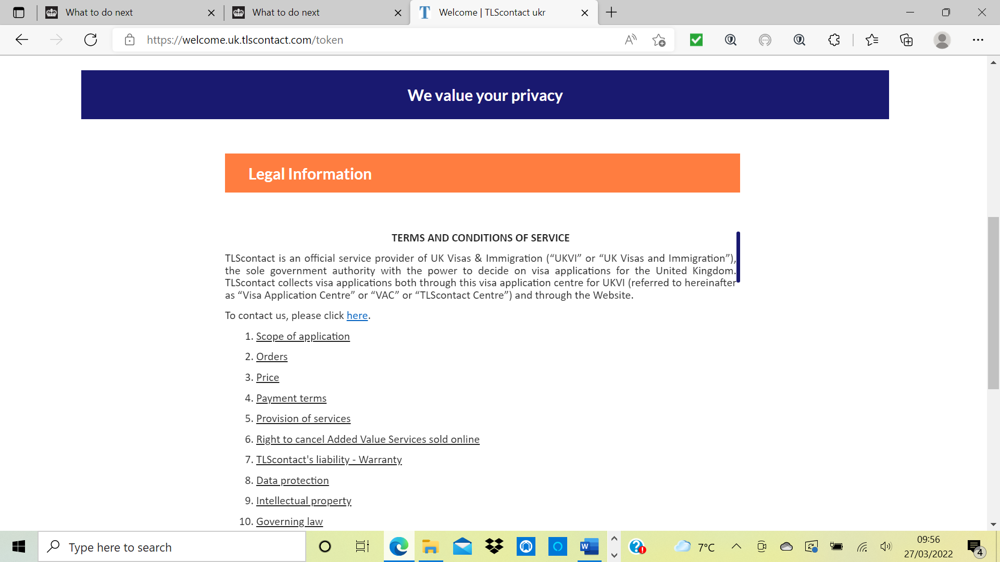 What to do next
What to do next
Welcome | TLScontact ukr
https://welcome.uk.tlscontact.com/token
We value your privacy
Legal Information
TERMS AND CONDITIONS OF SERVICE
TLScontact is an official service provider of UK Visas & Immigration (“UKVI” or “UK Visas and Immigration”),
the sole government authority with the power to decide on visa applications for the United Kingdom.
TLScontact collects visa applications both through this visa application centre for UKVI (referred to hereinafter
as “Visa Application Centre” or “VAC” or “TLScontact Centre”) and through the Website.
To contact us, please click here.
1. Scope of application
2. Orders
3. Price
4. Payment terms
5. Provision of services
6. Right to cancel Added Value Services sold online
7. TLScontact's liability - Warranty
8. Data protection
9. Intellectual property
10. Governing law
Type here to search
7°C
09:56
27/03/2022
4